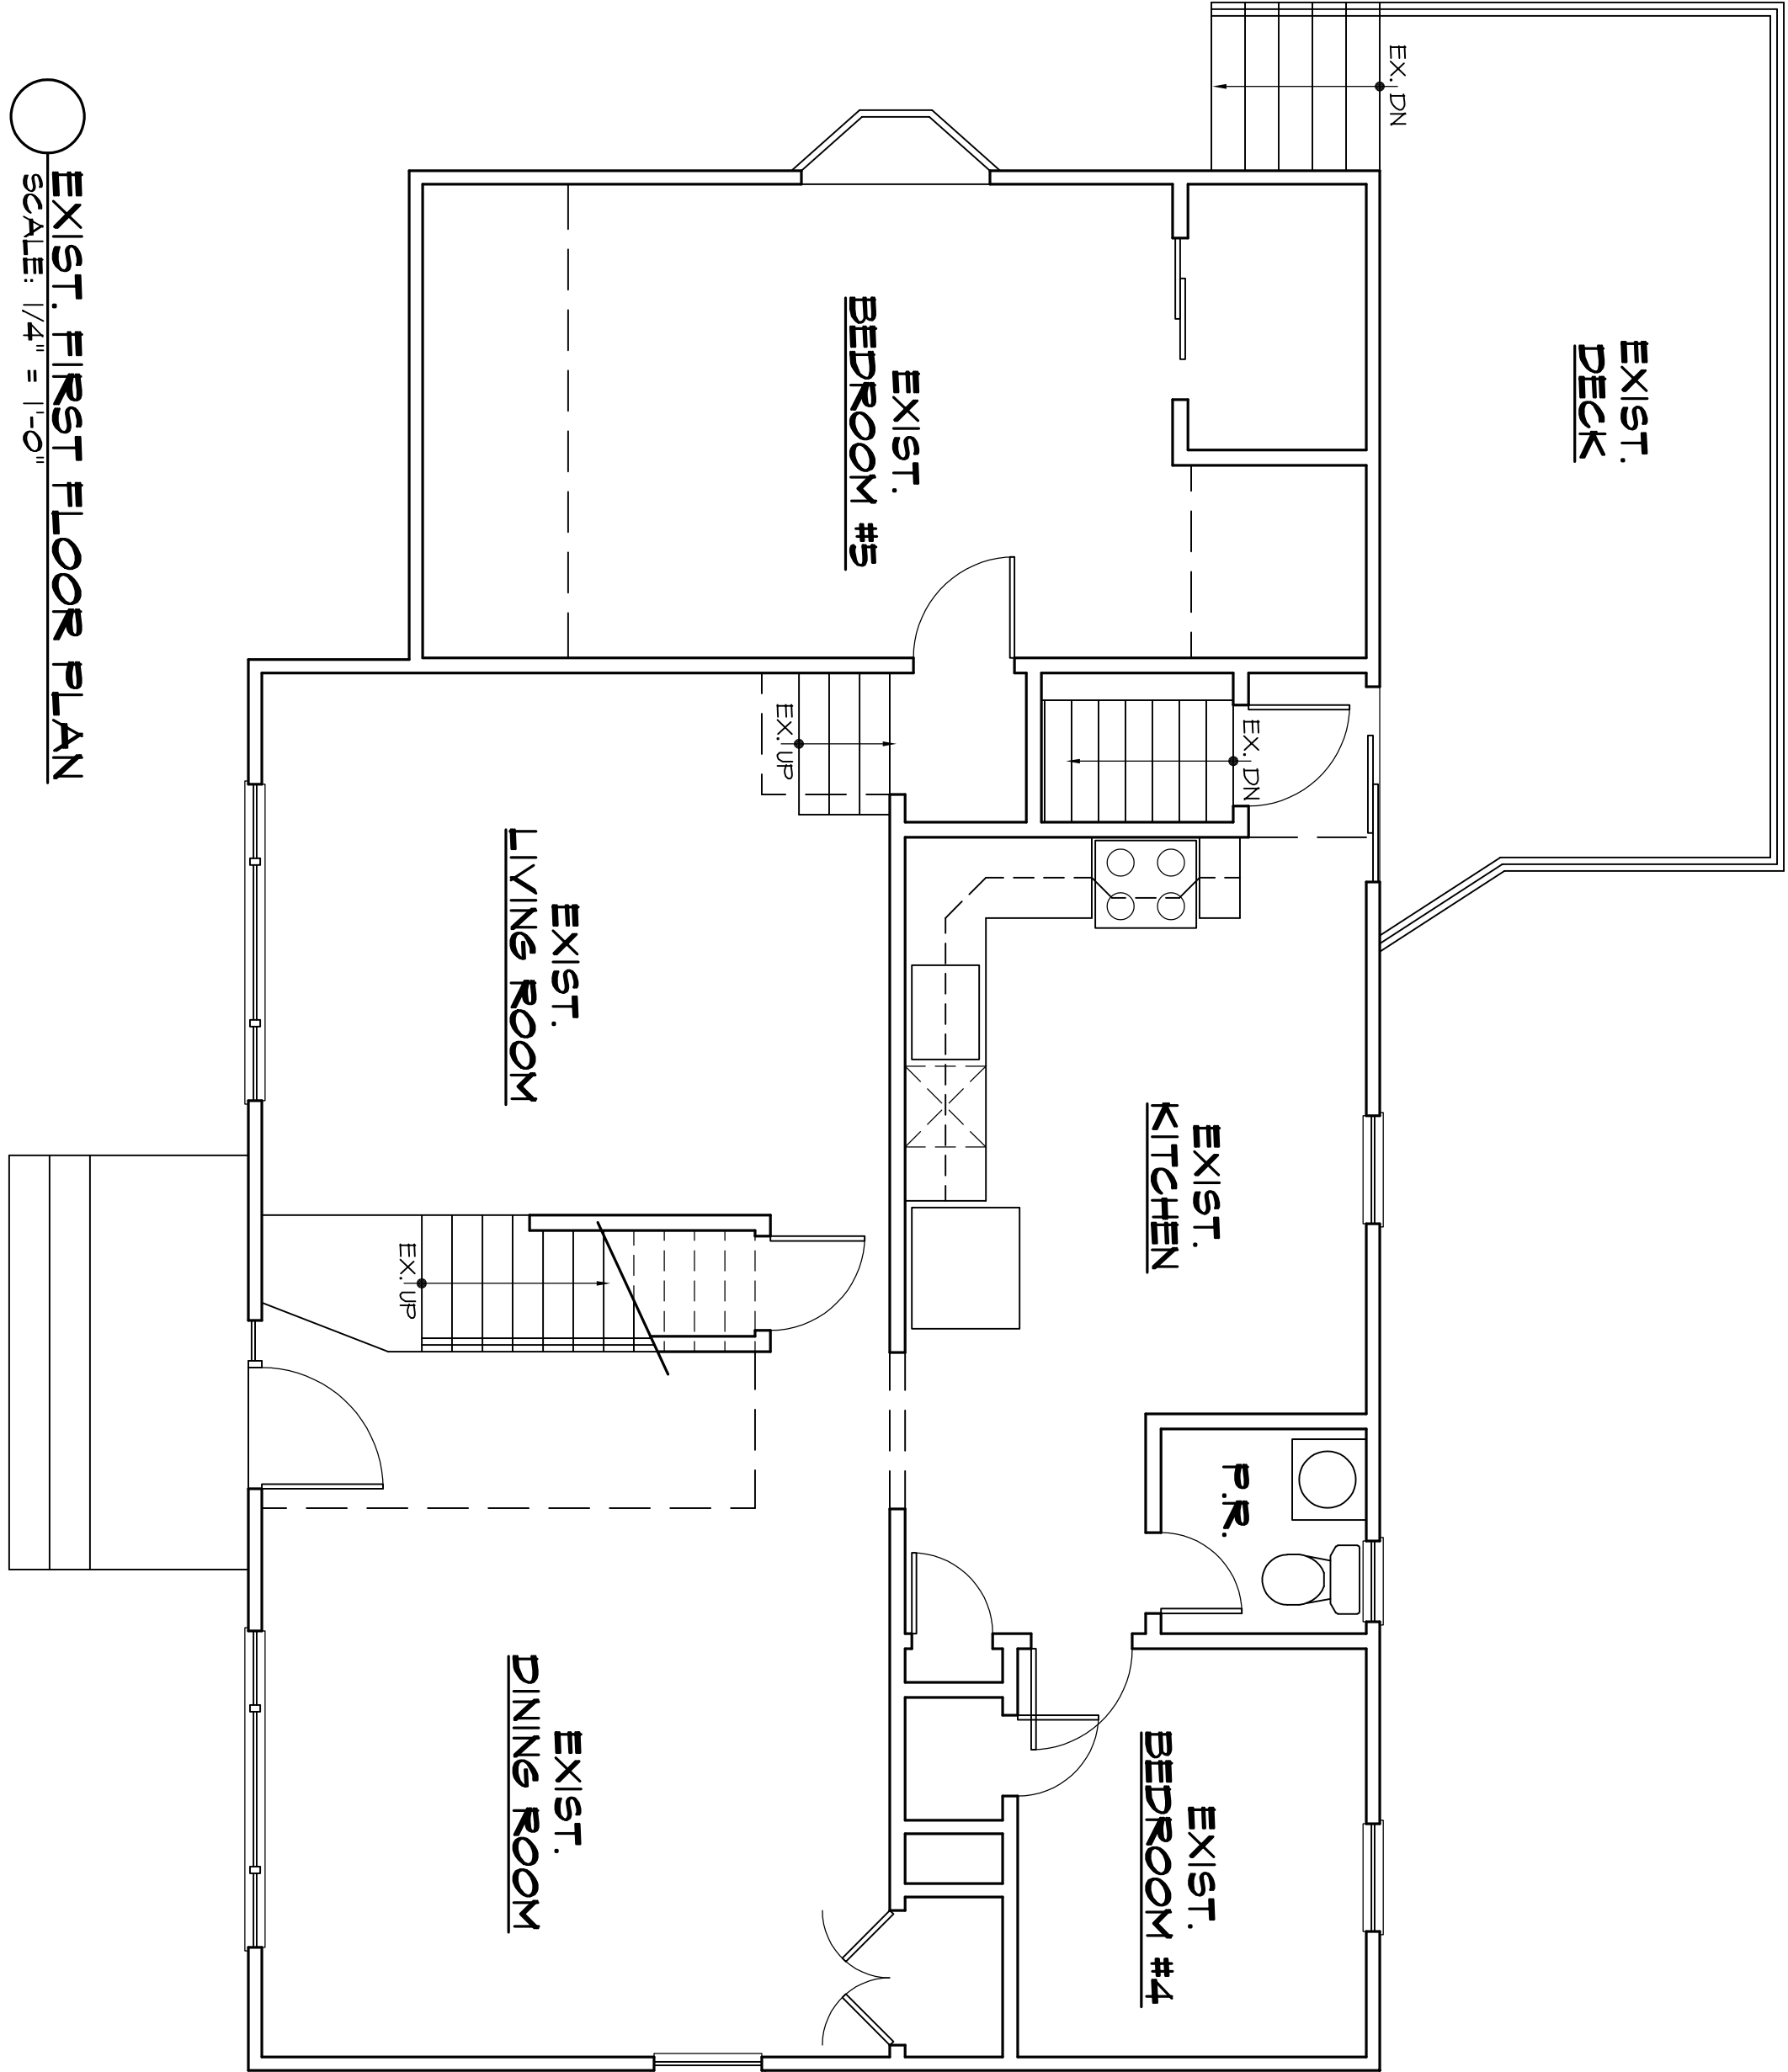 EX. DN
EXIST.
DECK
EXIST.
BEDROOM #5
EX. DN
EX. UP
EXIST.
KITCHEN
EXIST.
LIVING ROOM
EX. UP
P.R.
EXIST.
BEDROOM #4
EXIST.
DINING ROOM
EXIST. FIRST FLOOR PLAN
SCALE: 1/4" = 1'-0"